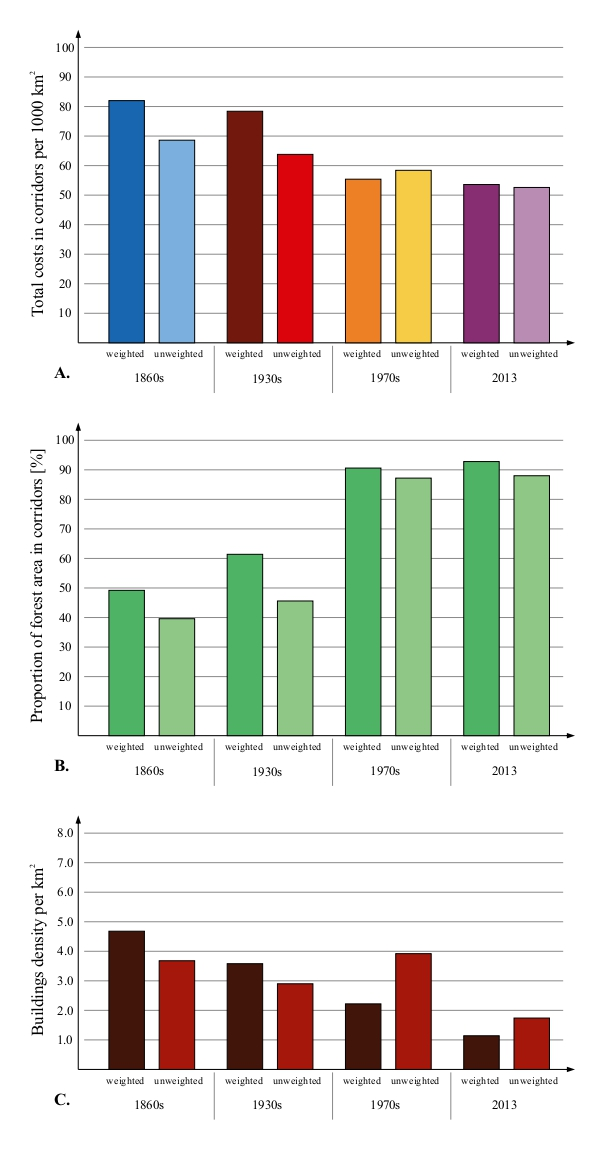 Total costs in corridors per 1000 km²
100
90
80
70
60
50
40
30
20
10
weighted unweighted weighted unweighted weighted unweighted weighted unweighted
A.
1860s 1930s 1970s 2013
Proportion of forest area in corridors [%]
100
90
80
70
60
50
40
30
20
10
weighted unweighted weighted unweighted weighted unweighted weighted unweighted
B.
1860s 1930s 1970s 2013
Buildings density per km²
8.0
7.0
6.0
5.0
4.0
3.0
2.0
1.0
weighted unweighted weighted unweighted weighted unweighted weighted unweighted
C.
1860s 1930s 1970s 2013